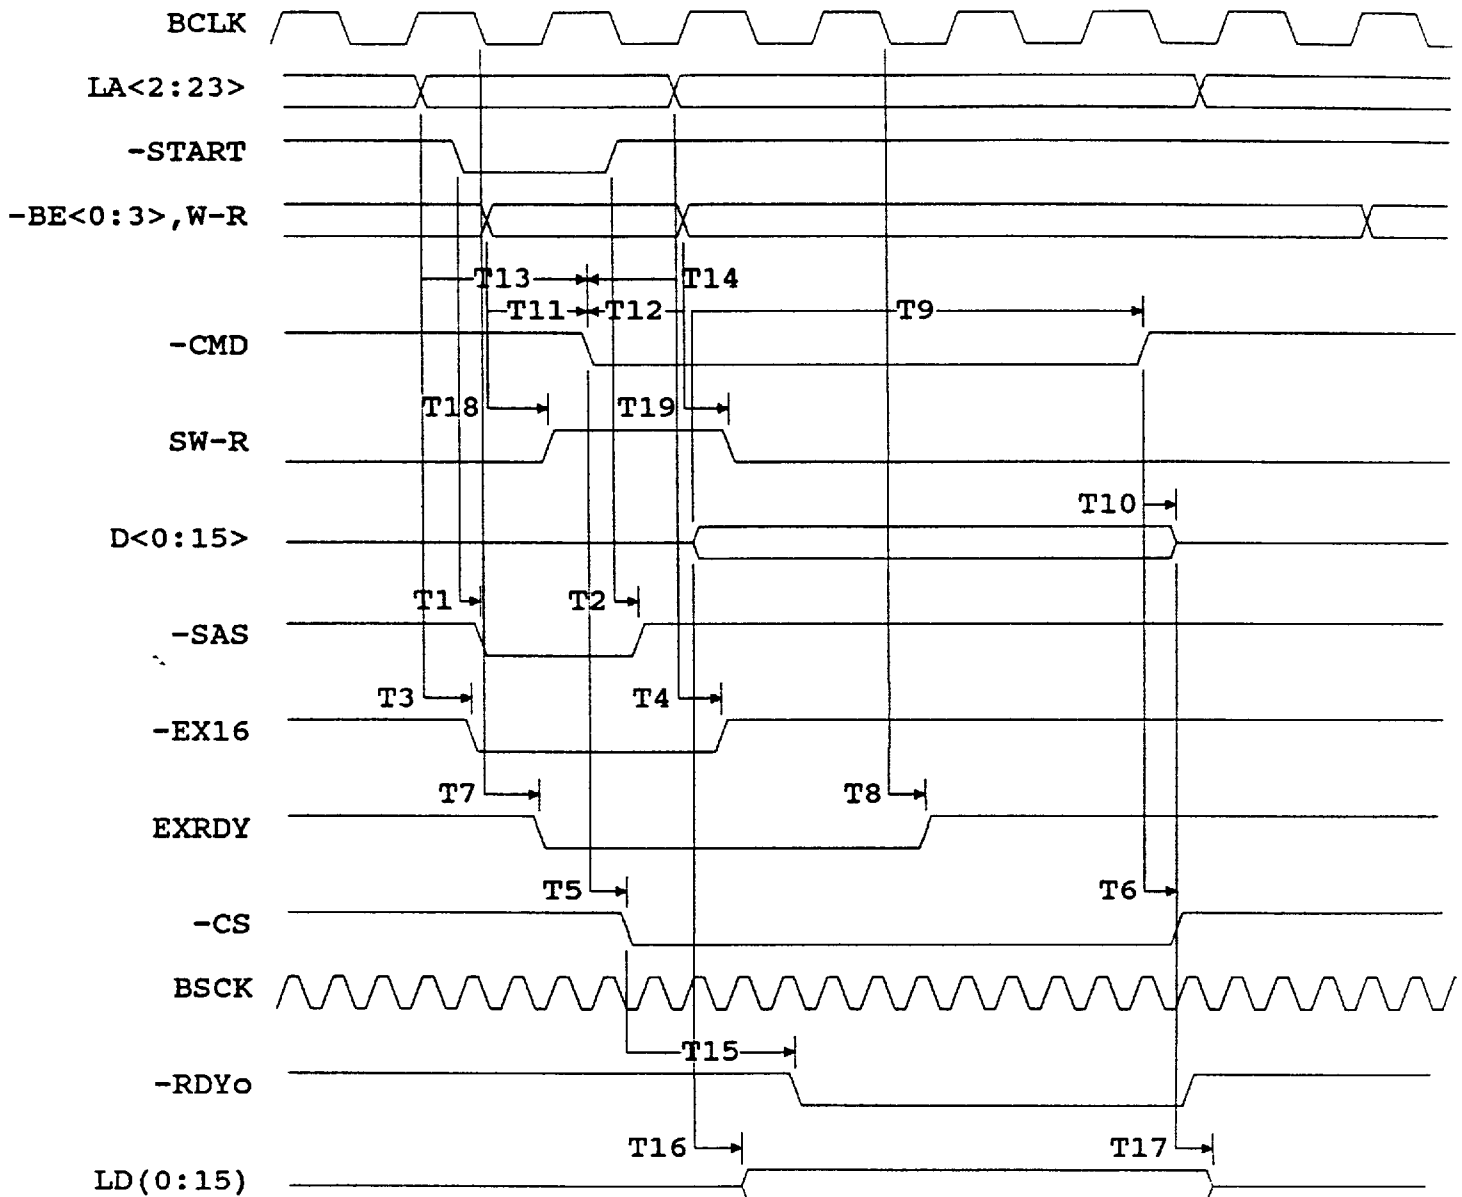 BCLK
LA<2:23>
-START
-BE<0:3>,W-R
T13 T14
T11 T12 T9
-CMD
T18 T19
SW-R
T10
D<0:15>
T1 T2
-SAS
T3 T4
-EX16
T7 T8
EXRDY
T5 T6
-CS
BSCK
T15
-RDYo
T16 T17
LD(0:15)